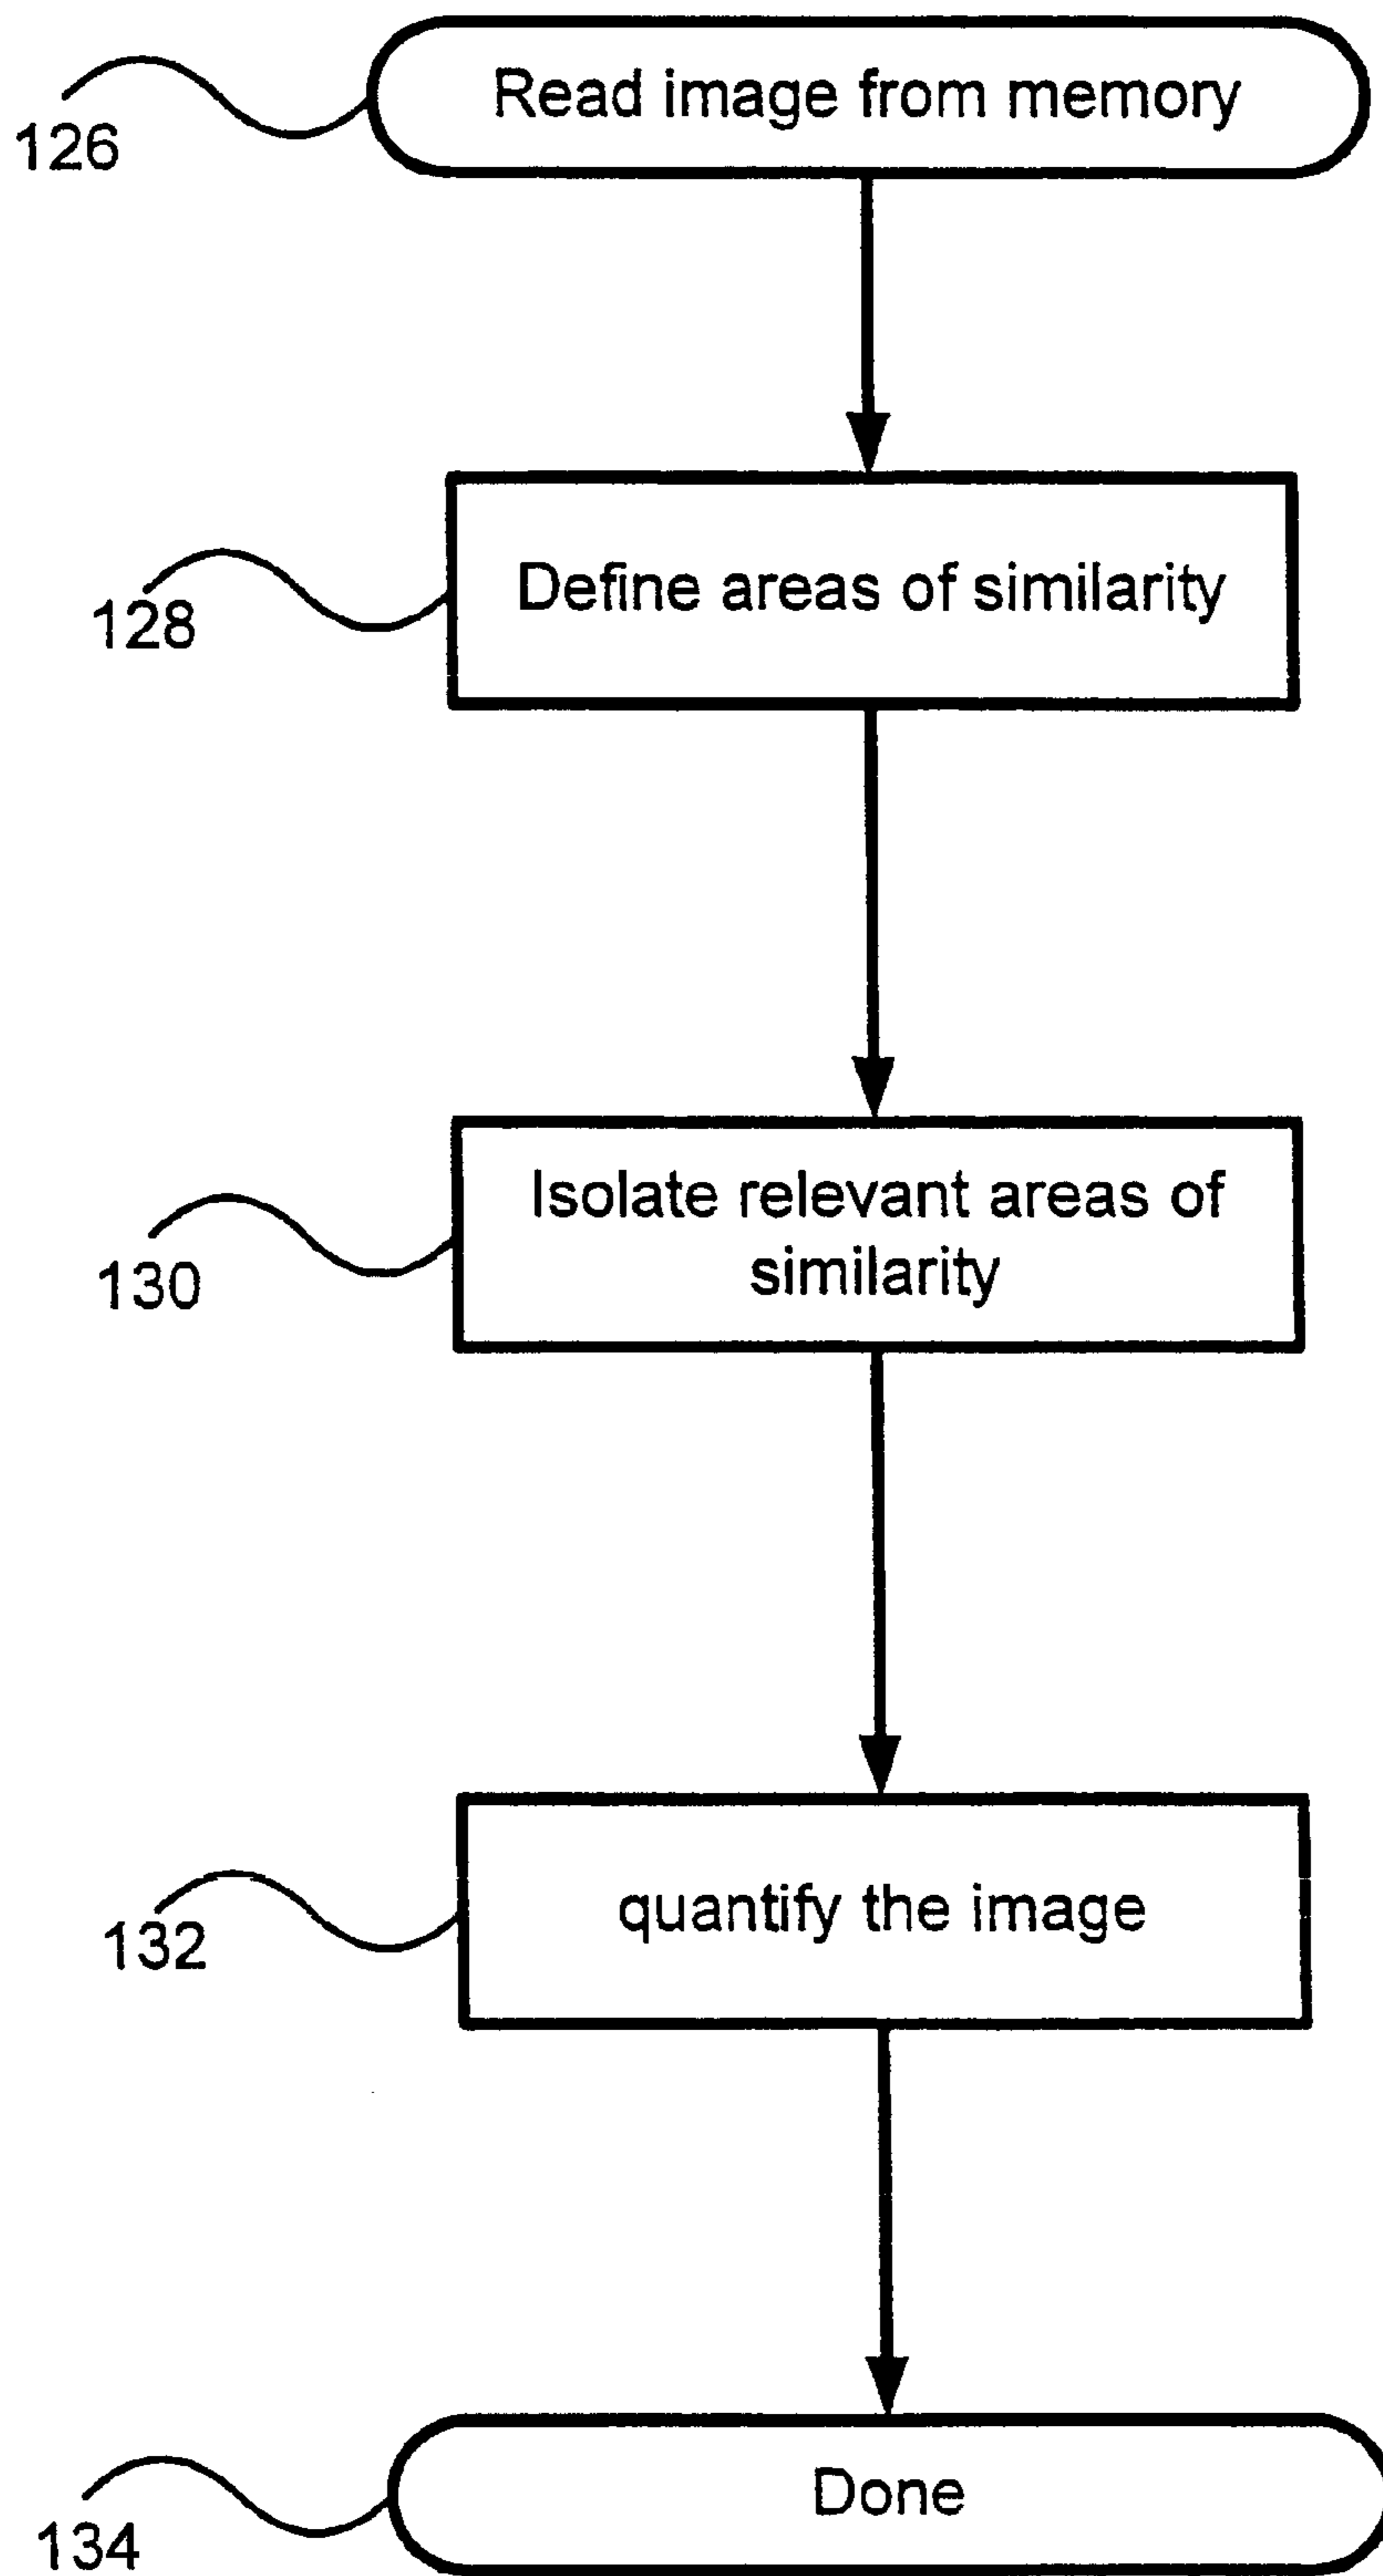 Read image from memory
126
Define areas of similarity
128
Isolate relevant areas of
similarity
130
quantify the image
132
Done
134